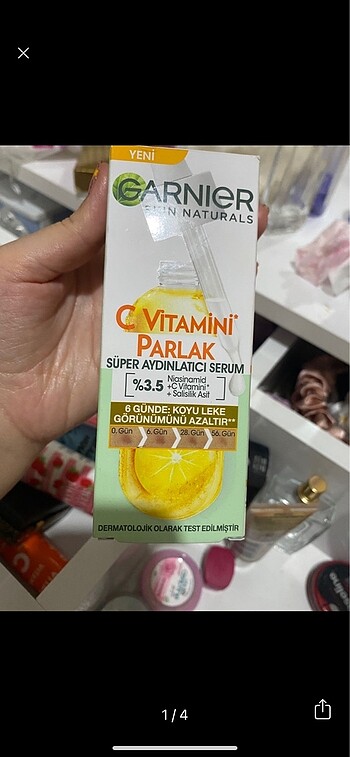 YENİ
GARNIER
SKIN NATURALS
C VİTAMİNİ*
PARLAK
SÜPER AYDINLATICI SERUM
%3.5 Niasinamid
+C Vitamini*
+ Salisilik Asit
6 GÜNDE: KOYU LEKE
GÖRÜNÜMÜNÜ AZALTIR**
0. Gün 6. Gün 28. Gün 56. Gün
DERMATOLOJİK OLARAK TEST EDİLMİŞTİR
1/4